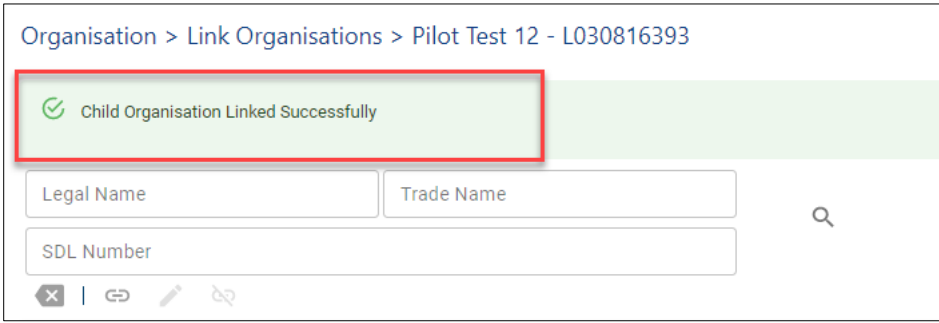 Organisation > Link Organisations > Pilot Test 12 - L030816393
Child Organisation Linked Successfully
Legal Name Trade Name
SDL Number